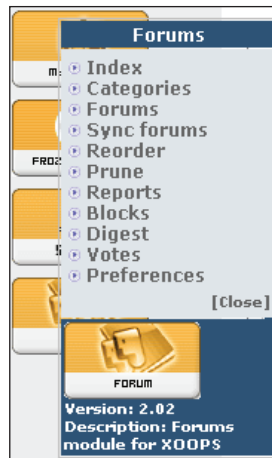 Forums
Index
Categories
Forums
Sync forums
Reorder
Prune
Reports
Blocks
Digest
Votes
Preferences
[Close]
FORUM
Version: 2.02
Description: Forums
module for XOOPS